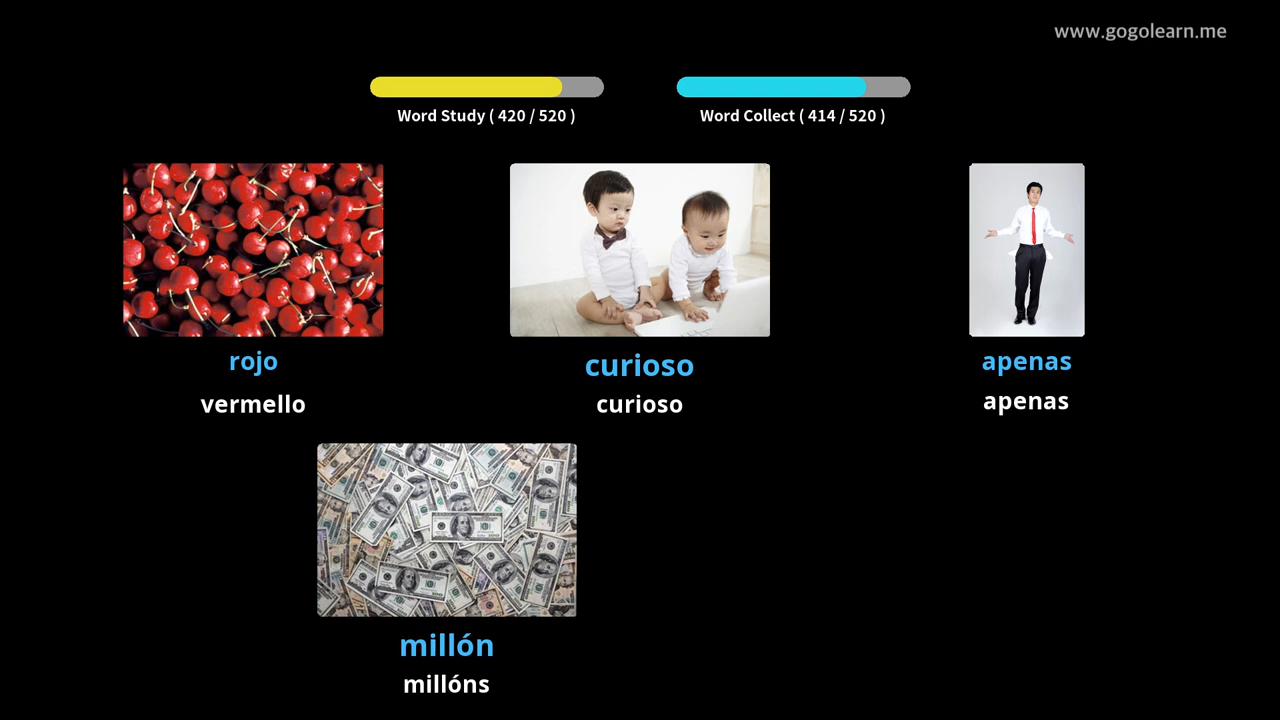 www.gogolearn.me
Word Study ( 420 / 520 )
Word Collect ( 414 / 520 )
rojo
vermello
curioso
curioso
apenas
apenas
millón
millóns